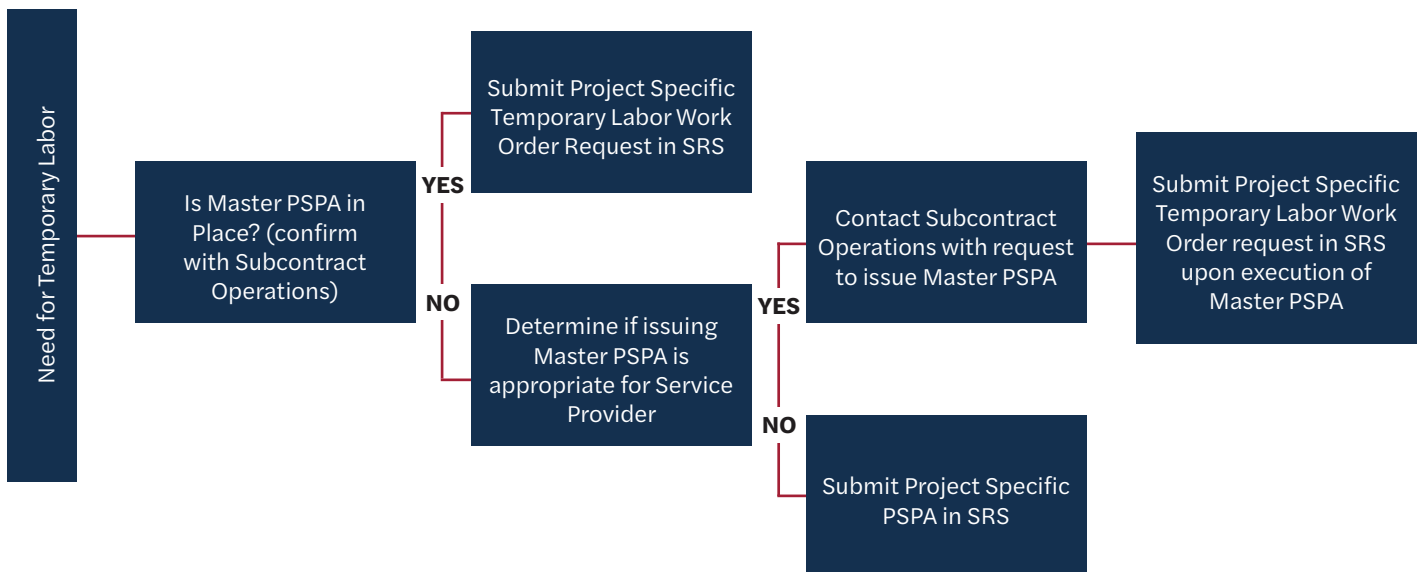 Need for Temporary Labor
Is Master PSPA in
Place? (confirm
with Subcontract
Operations)
YES
NO
Submit Project Specific
Temporary Labor Work
Order Request in SRS
Determine if issuing
Master PSPA is
appropriate for Service
Provider
YES
NO
Contact Subcontract
Operations with request
to issue Master PSPA
Submit Project Specific
PSPA in SRS
Submit Project Specific
Temporary Labor Work
Order request in SRS
upon execution of
Master PSPA